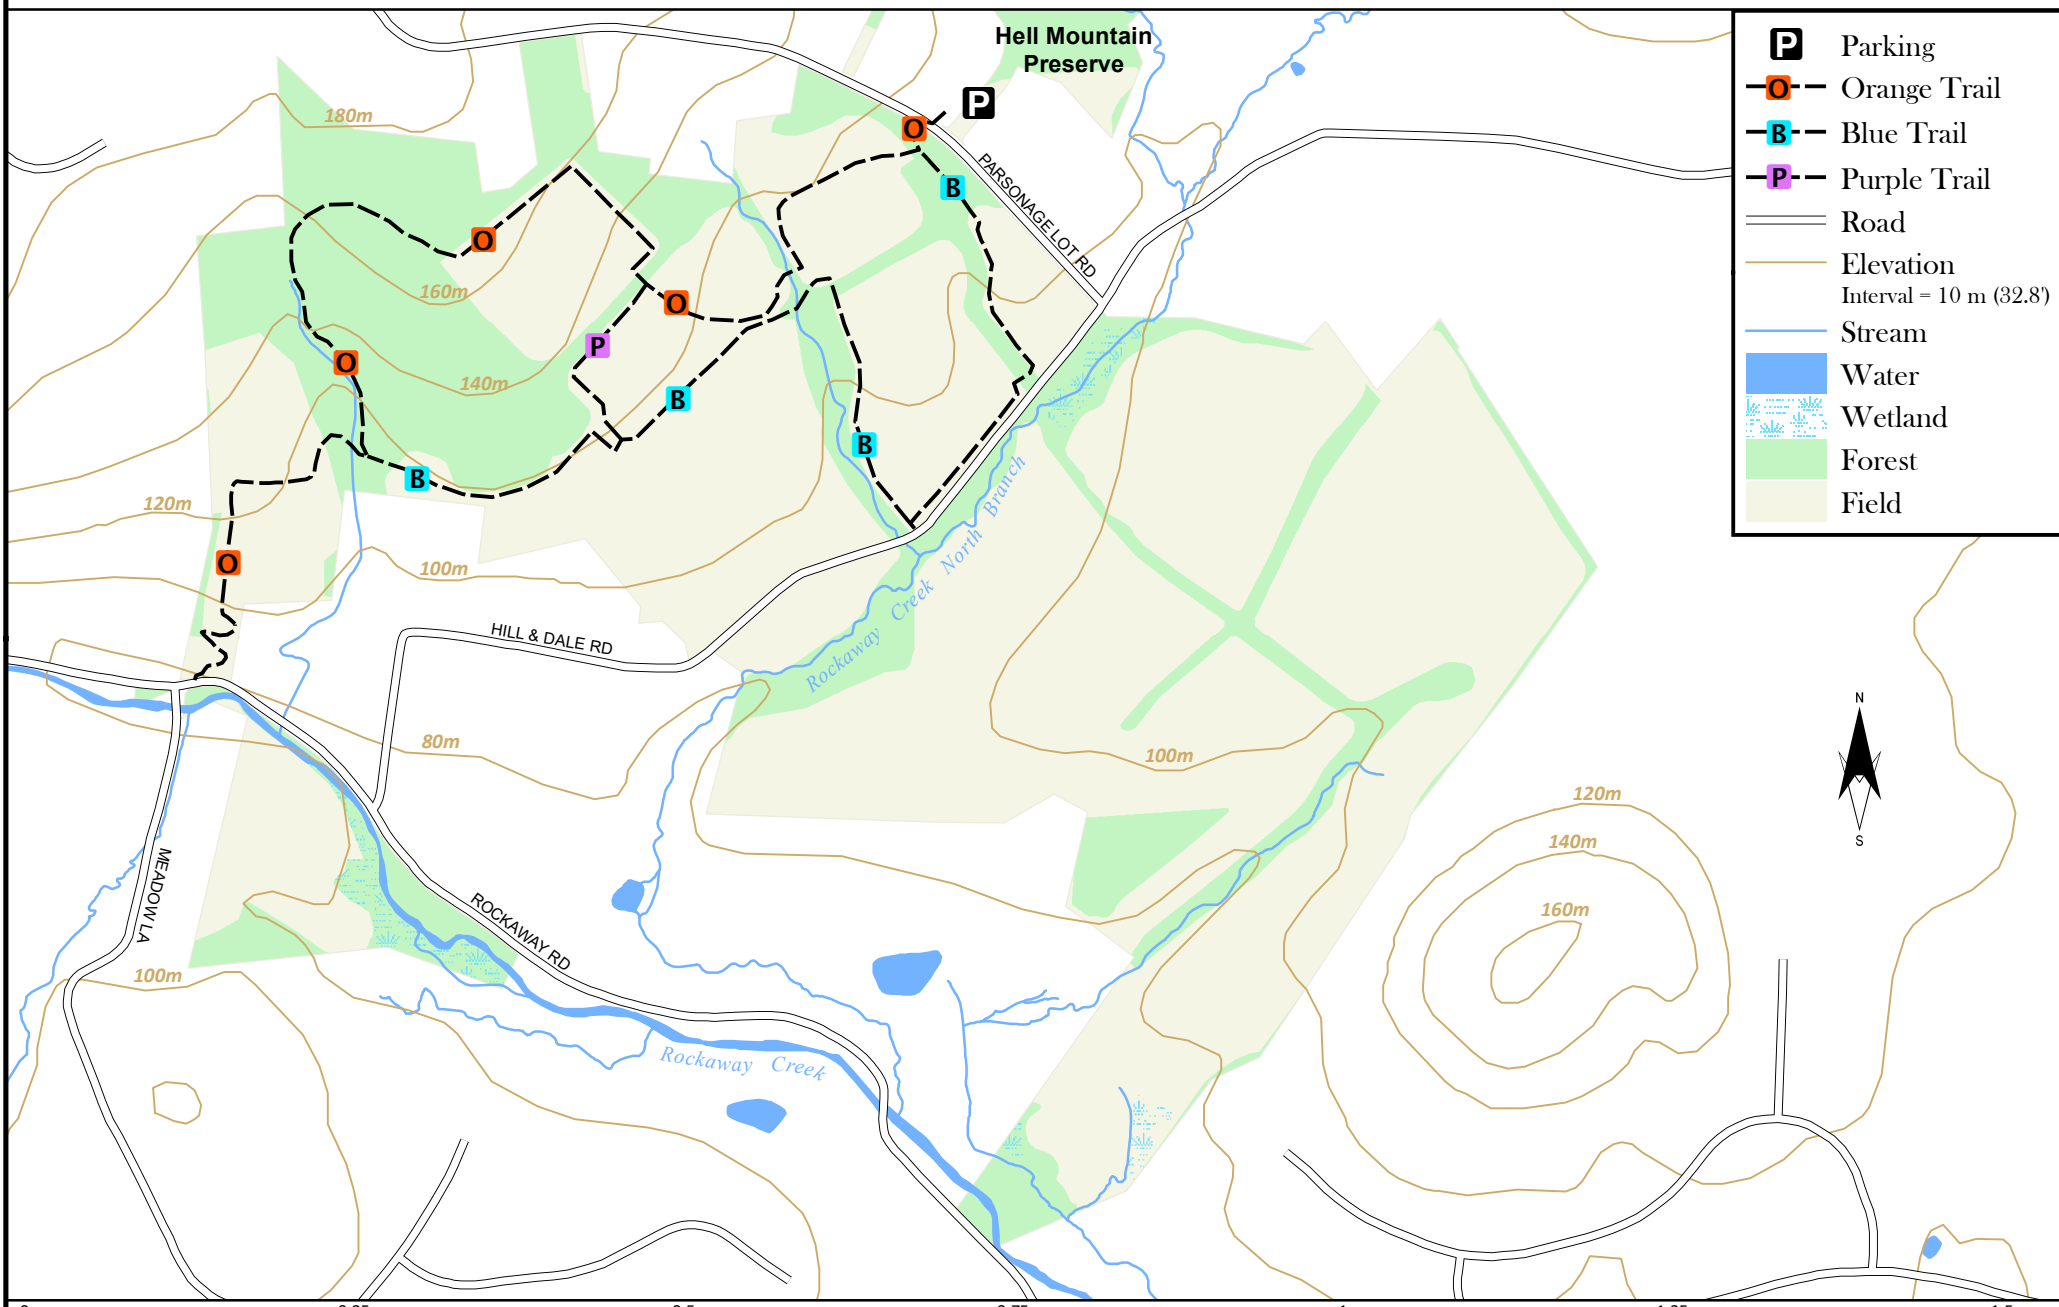 Hell Mountain
Preserve
P
P Parking
O Orange Trail
B Blue Trail
P Purple Trail
Road
Elevation
Interval = 10 m (32.8')
Stream
Water
Wetland
Forest
Field
180m
O
B
PARSONAGE LOT RD
O
160m
O
P
O
140m
B
B
B
120m
O
100m
Rockaway Creek North Branch
HILL & DALE RD
80m
100m
N
S
120m
140m
160m
MEADOW LA
ROCKAWAY RD
100m
Rockaway Creek